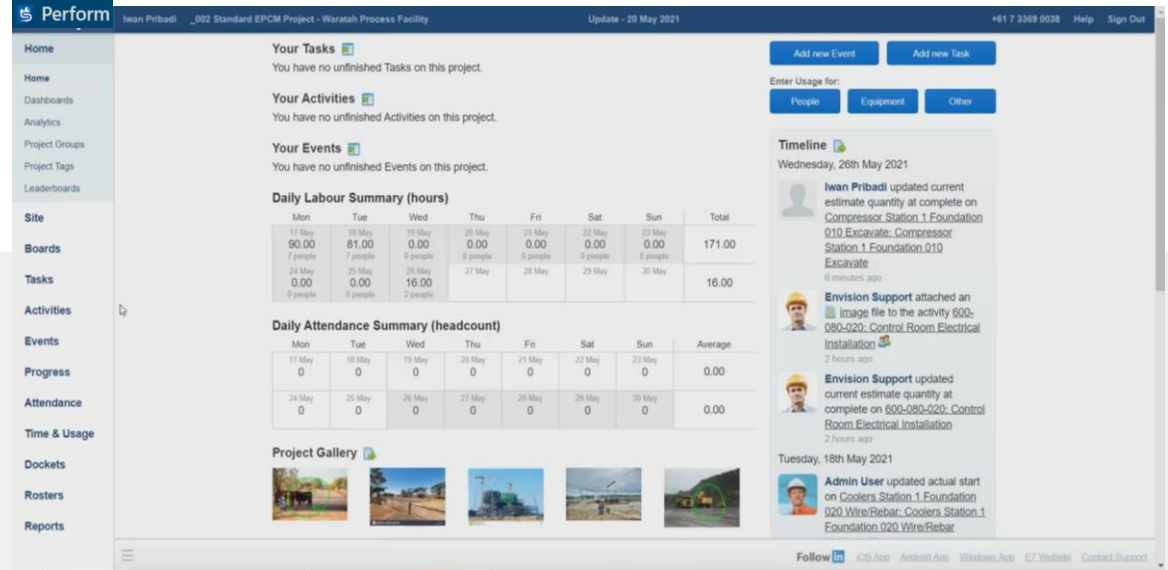 Perform
Iwan Pribadi _002 Standard EPCM Project - Waratah Process Facility Update - 20 May 2021 +61 7 3369 0038 Help Sign Out
Home
Home
Dashboards
Analytics
Project Groups
Project Tags
Leaderboards
Site
Boards
Tasks
Activities
Events
Progress
Attendance
Time & Usage
Dockets
Rosters
Reports
Your Tasks
You have no unfinished Tasks on this project.
Your Activities
You have no unfinished Activities on this project.
Your Events
You have no unfinished Events on this project.
Daily Labour Summary (hours)
Mon Tue Wed Thu Fri Sat Sun Total
17 May 18 May 19 May 20 May 21 May 22 May 23 May
90.00 81.00 0.00 0.00 0.00 0.00 0.00 171.00
7 people 7 people 0 people 0 people 0 people 0 people 0 people
24 May 25 May 26 May 27 May 28 May 29 May 30 May
0.00 0.00 16.00 16.00
0 people 0 people 2 people
Daily Attendance Summary (headcount)
Mon Tue Wed Thu Fri Sat Sun Average
17 May 18 May 19 May 20 May 21 May 22 May 23 May
0 0 0 0 0 0 0 0.00
24 May 25 May 26 May 27 May 28 May 29 May 30 May
0 0 0 0 0 0 0 0.00
Project Gallery
Add new Event Add new Task
Enter Usage for:
People Equipment Other
Timeline
Wednesday, 26th May 2021
Iwan Pribadi updated current
estimate quantity at complete on
Compressor Station 1 Foundation
010 Excavate: Compressor
Station 1 Foundation 010
Excavate
6 minutes ago
Envision Support attached an
image file to the activity 600-
080-020: Control Room Electrical
Installation
2 hours ago
Envision Support updated
current estimate quantity at
complete on 600-080-020: Control
Room Electrical Installation
2 hours ago
Tuesday, 18th May 2021
Admin User updated actual start
on Coolers Station 1 Foundation
020 Wire/Rebar: Coolers Station 1
Foundation 020 Wire/Rebar
Follow in iOS App Android App Windows App EZ Website Contact Support